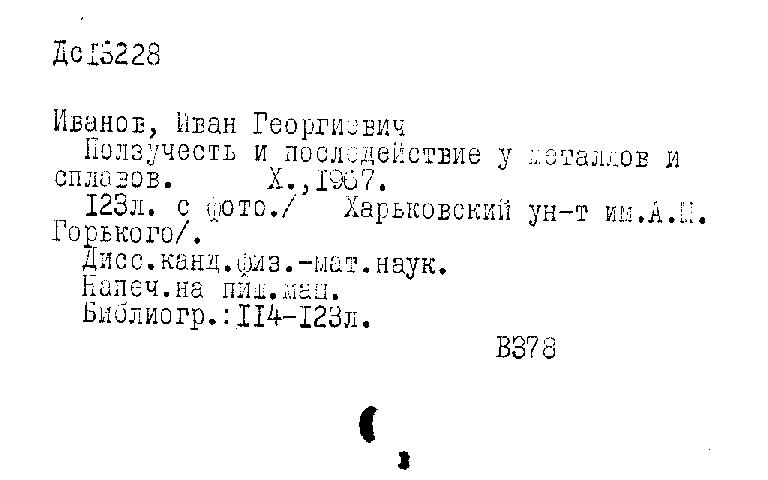 Дс13228
Иванов, Иван Георгиевич
Ползучесть и последействие у металлов и
сплавов. Х.,1967.
123л. с фото./ Харьковский ун-т им.А.М.
Горького/.
Дисс.канд.физ.-мат.наук.
Напеч.на пиш.маш.
Библиогр.:114-123л.
В378